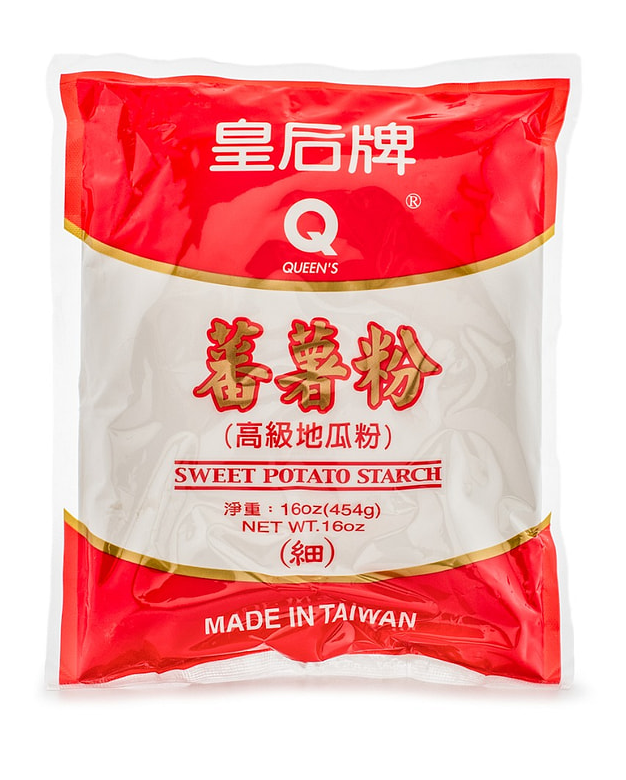 皇后牌
Q ®
QUEEN'S
蕃薯粉
(高級地瓜粉)
SWEET POTATO STARCH
淨重：16oz(454g)
NET WT.16oz
(細)
MADE IN TAIWAN